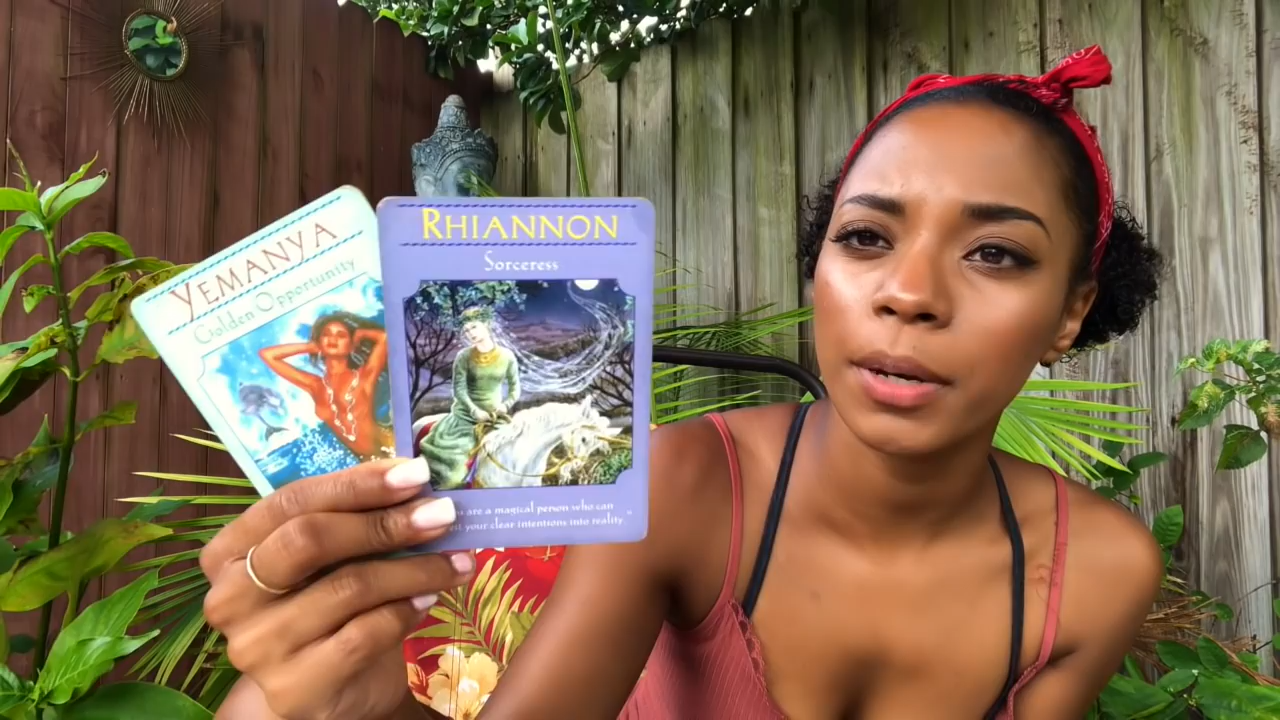 YEMANYA
Golden Opportunity
RHIANNON
Sorceress
are a magical person who can
your clear intentions into reality."